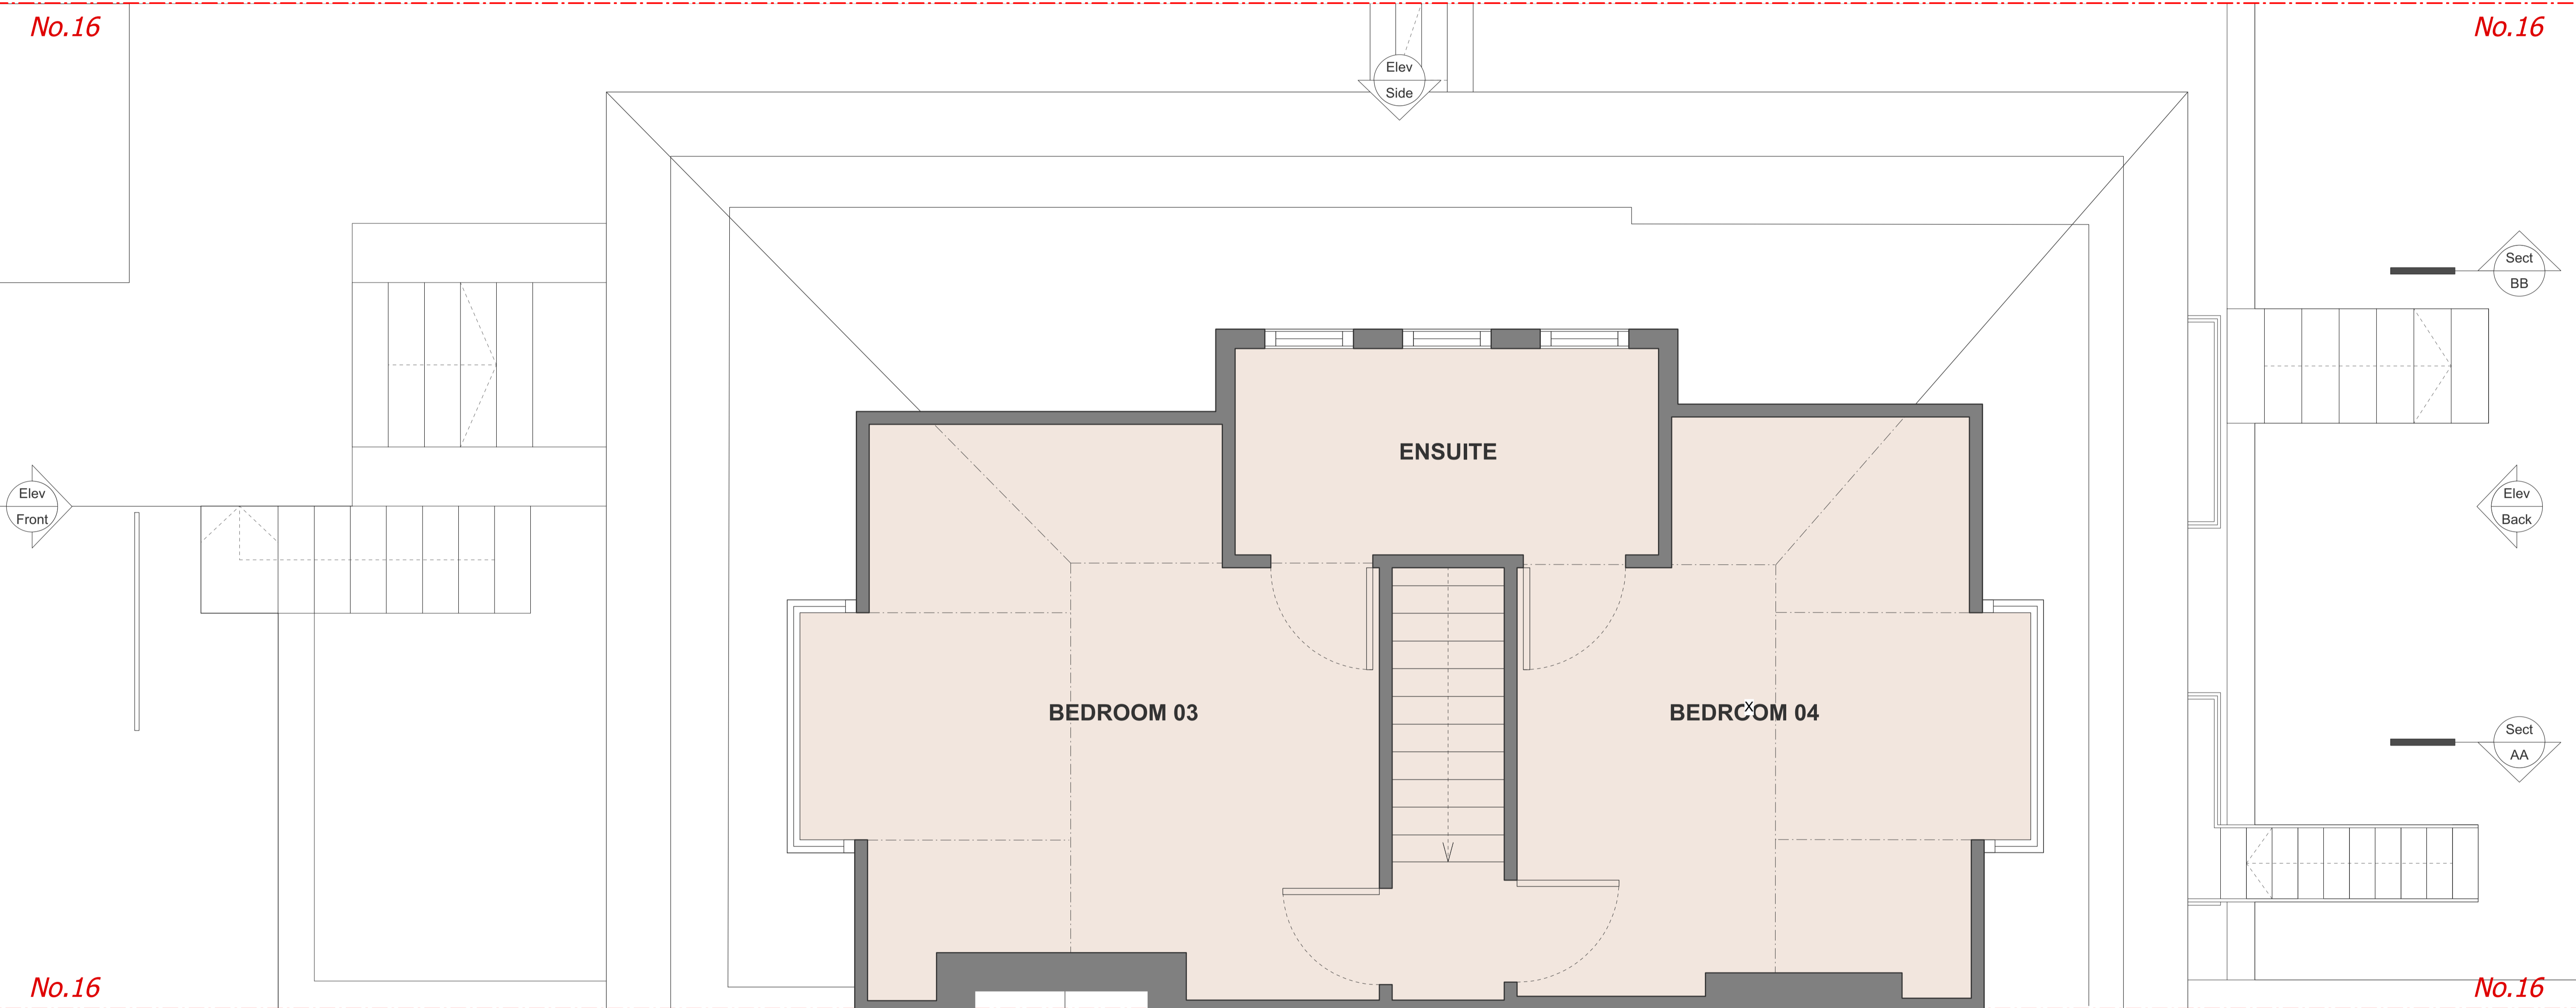 No.16
No.16
Elev
Side
Sect
BB
ENSUITE
Elev
Front
Elev
Back
BEDROOM 03
BEDROOM 04
X
Sect
AA
No.16
No.16